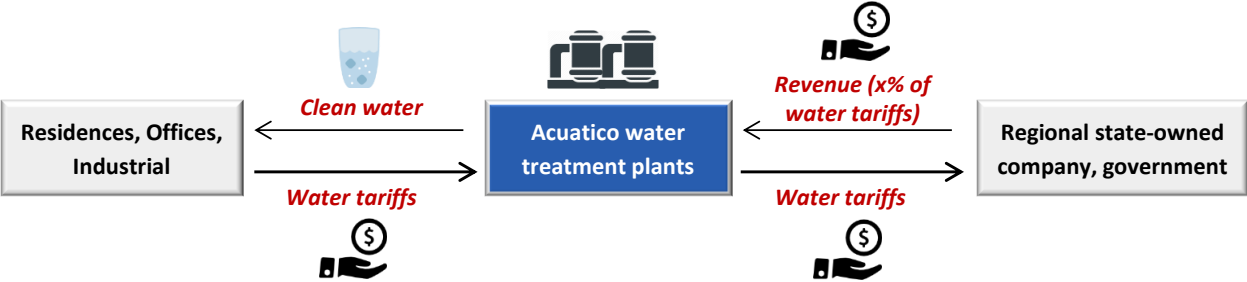 Clean water
Revenue (x% of
water tariffs)
Residences, Offices,
Industrial
Acuatico water
treatment plants
Regional state-owned
company, government
Water tariffs
Water tariffs
$
$
$